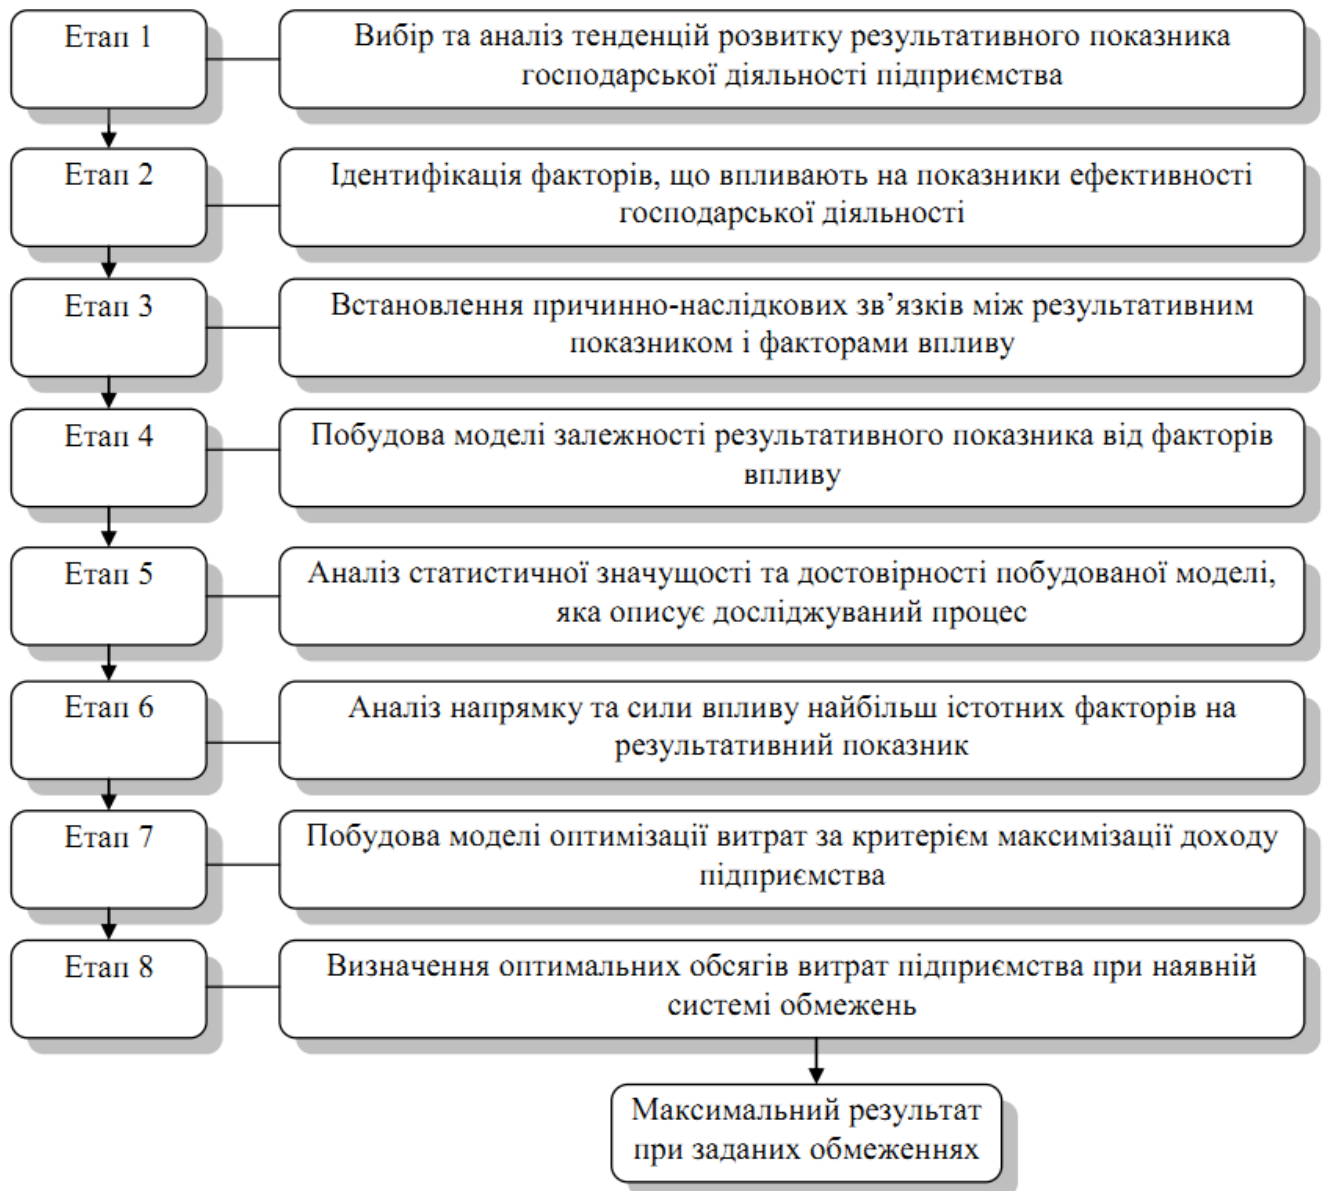 Етап 1
Вибір та аналіз тенденцій розвитку результативного показника
господарської діяльності підприємства
Етап 2
Ідентифікація факторів, що впливають на показники ефективності
господарської діяльності
Етап 3
Встановлення причинно-наслідкових зв’язків між результативним
показником і факторами впливу
Етап 4
Побудова моделі залежності результативного показника від факторів
впливу
Етап 5
Аналіз статистичної значущості та достовірності побудованої моделі,
яка описує досліджуваний процес
Етап 6
Аналіз напрямку та сили впливу найбільш істотних факторів на
результативний показник
Етап 7
Побудова моделі оптимізації витрат за критерієм максимізації доходу
підприємства
Етап 8
Визначення оптимальних обсягів витрат підприємства при наявній
системі обмежень
Максимальний результат
при заданих обмеженнях